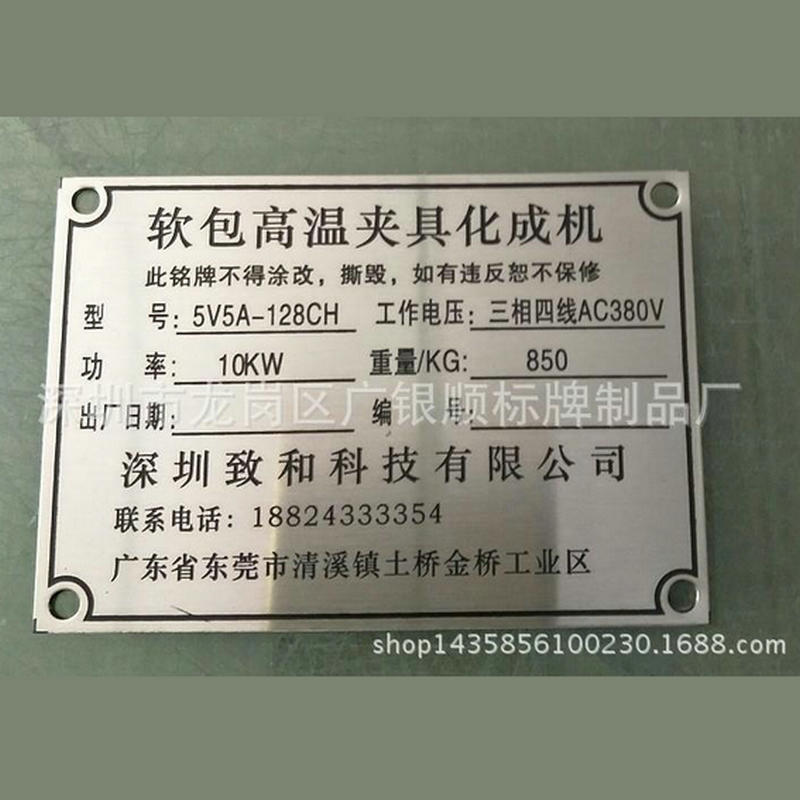 软包高温夹具化成机
此铭牌不得涂改，撕毁，如有违反恕不保修
型 号: 5V5A-128CH 工作电压: 三相四线AC380V
功 率: 10KW 重量/KG: 850
深圳市龙岗区广银顺标牌制品厂
出厂日期: 编 号:
深圳致和科技有限公司
联系电话: 18824333354
广东省东莞市清溪镇土桥金桥工业区
shop1435856100230.1688.com